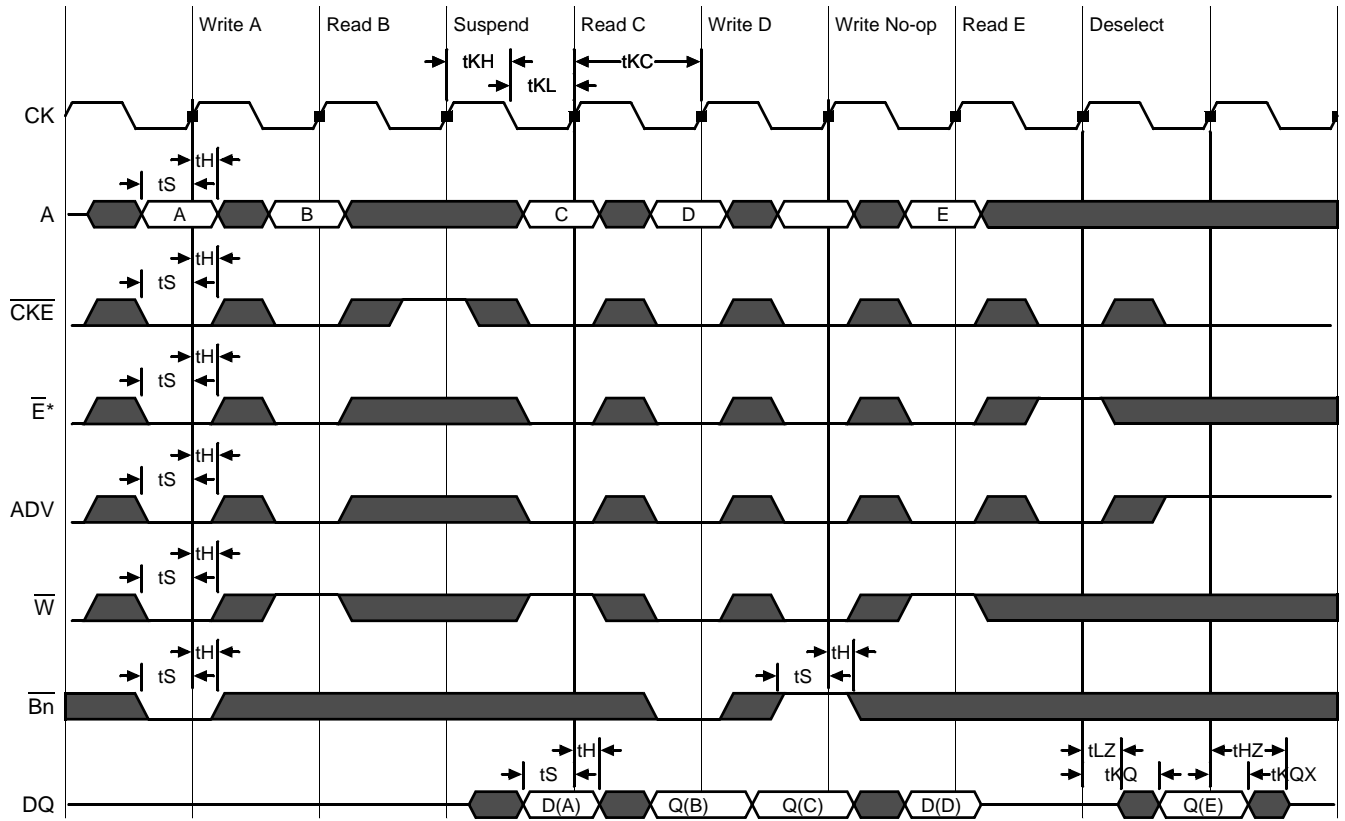 Write A Read B Suspend Read C Write D Write No-op Read E Deselect
tKH tKC
tKL
CK
tH
tS
A A B C D E
tH
tS
CKE
tH
tS
E*
tH
tS
ADV
tH
tS
W
tH tH
tS tS
Bn
tH tLZ tHZ
tS tKQ tKQX
DQ D(A) Q(B) Q(C) D(D) Q(E)